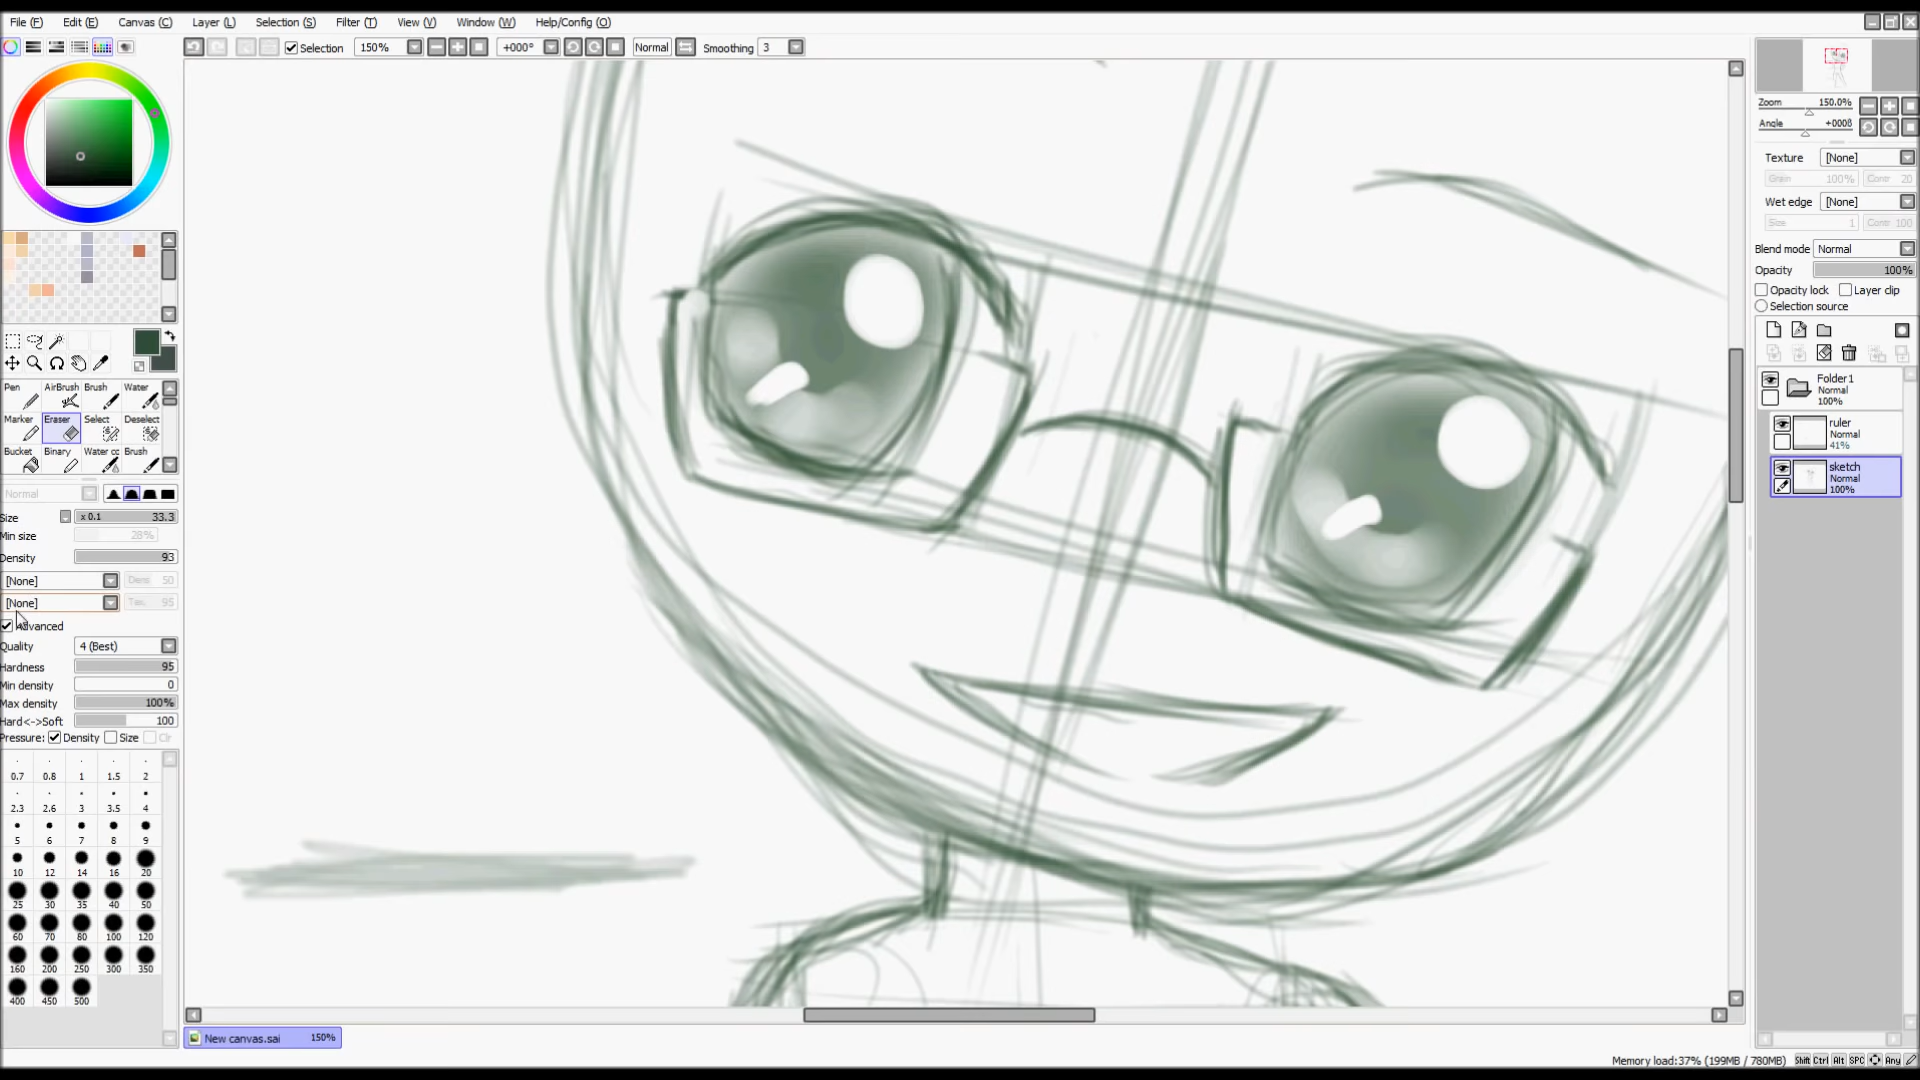 File (F) Edit (E) Canvas (C) Layer (L) Selection (S) Filter (T) View (V) Window (W) Help/Config (O)
Selection 150% +000° Normal Smoothing 3
Zoom 150.0%
Angle +000ß
Texture [None]
Grain 100% Contr 20
Wet edge [None]
Size 1 Contr 100
Blend mode Normal
Opacity 100%
Opacity lock Layer clip
Selection source
Folder1
Normal
100%
ruler
Normal
41%
sketch
Normal
100%
Pen AirBrush Brush Water
Marker Eraser Select Deselect
Bucket Binary Water cc Brush
Normal
Size x 0.1 33.3
Min size 28%
Density 93
[None] Dens 50
[None] 95
Advanced
Quality 4 (Best)
Hardness 95
Min density 0
Max density 100%
Hard<->Soft 100
Pressure: Density Size Clr
0.7 0.8 1 1.5 2
2.3 2.6 3 3.5 4
5 6 7 8 9
10 12 14 16 20
25 30 35 40 50
60 70 80 100 120
160 200 250 300 350
400 450 500
New canvas.sai 150%
Memory load:37% (199MB / 780MB) Shift Ctrl Alt SPC Any